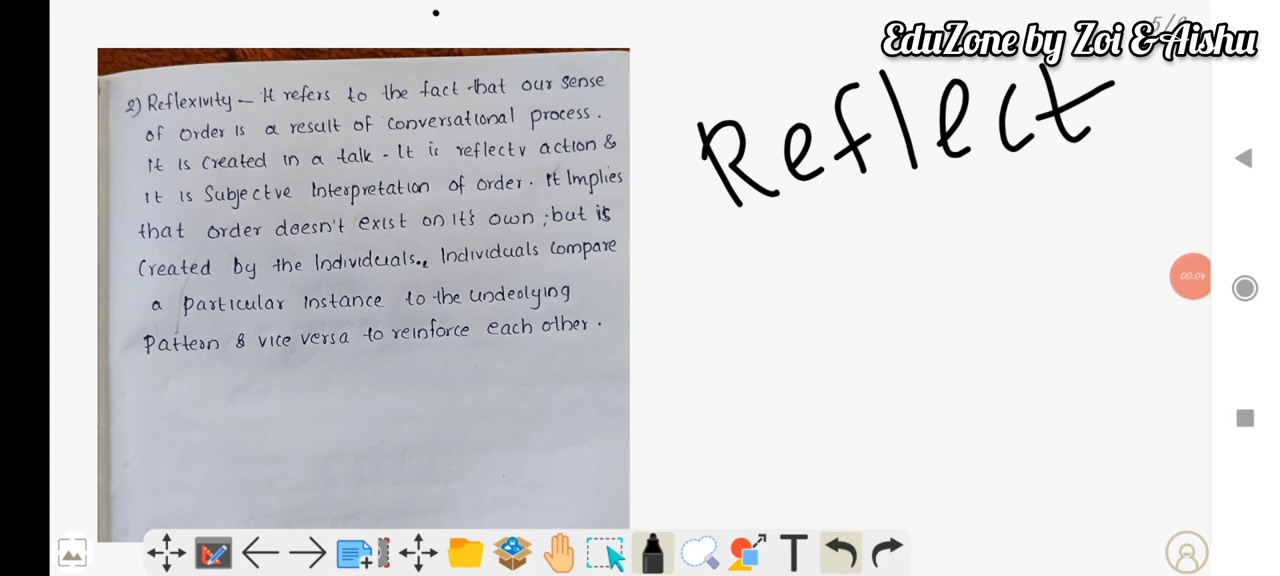 EduZone by Zoi & Aishu
2) Reflexivity - It refers to the fact that our sense
of order is a result of conversational process.
It is created in a talk - It is reflectv action &
it is Subjectve Interpretation of order. It Implies
that order doesn't exist on it's own, but is
created by the Individuals.. Individuals compare
a particular instance to the undeolying
Pattern & vice versa to reinforce each other.
Reflect
00:04
T